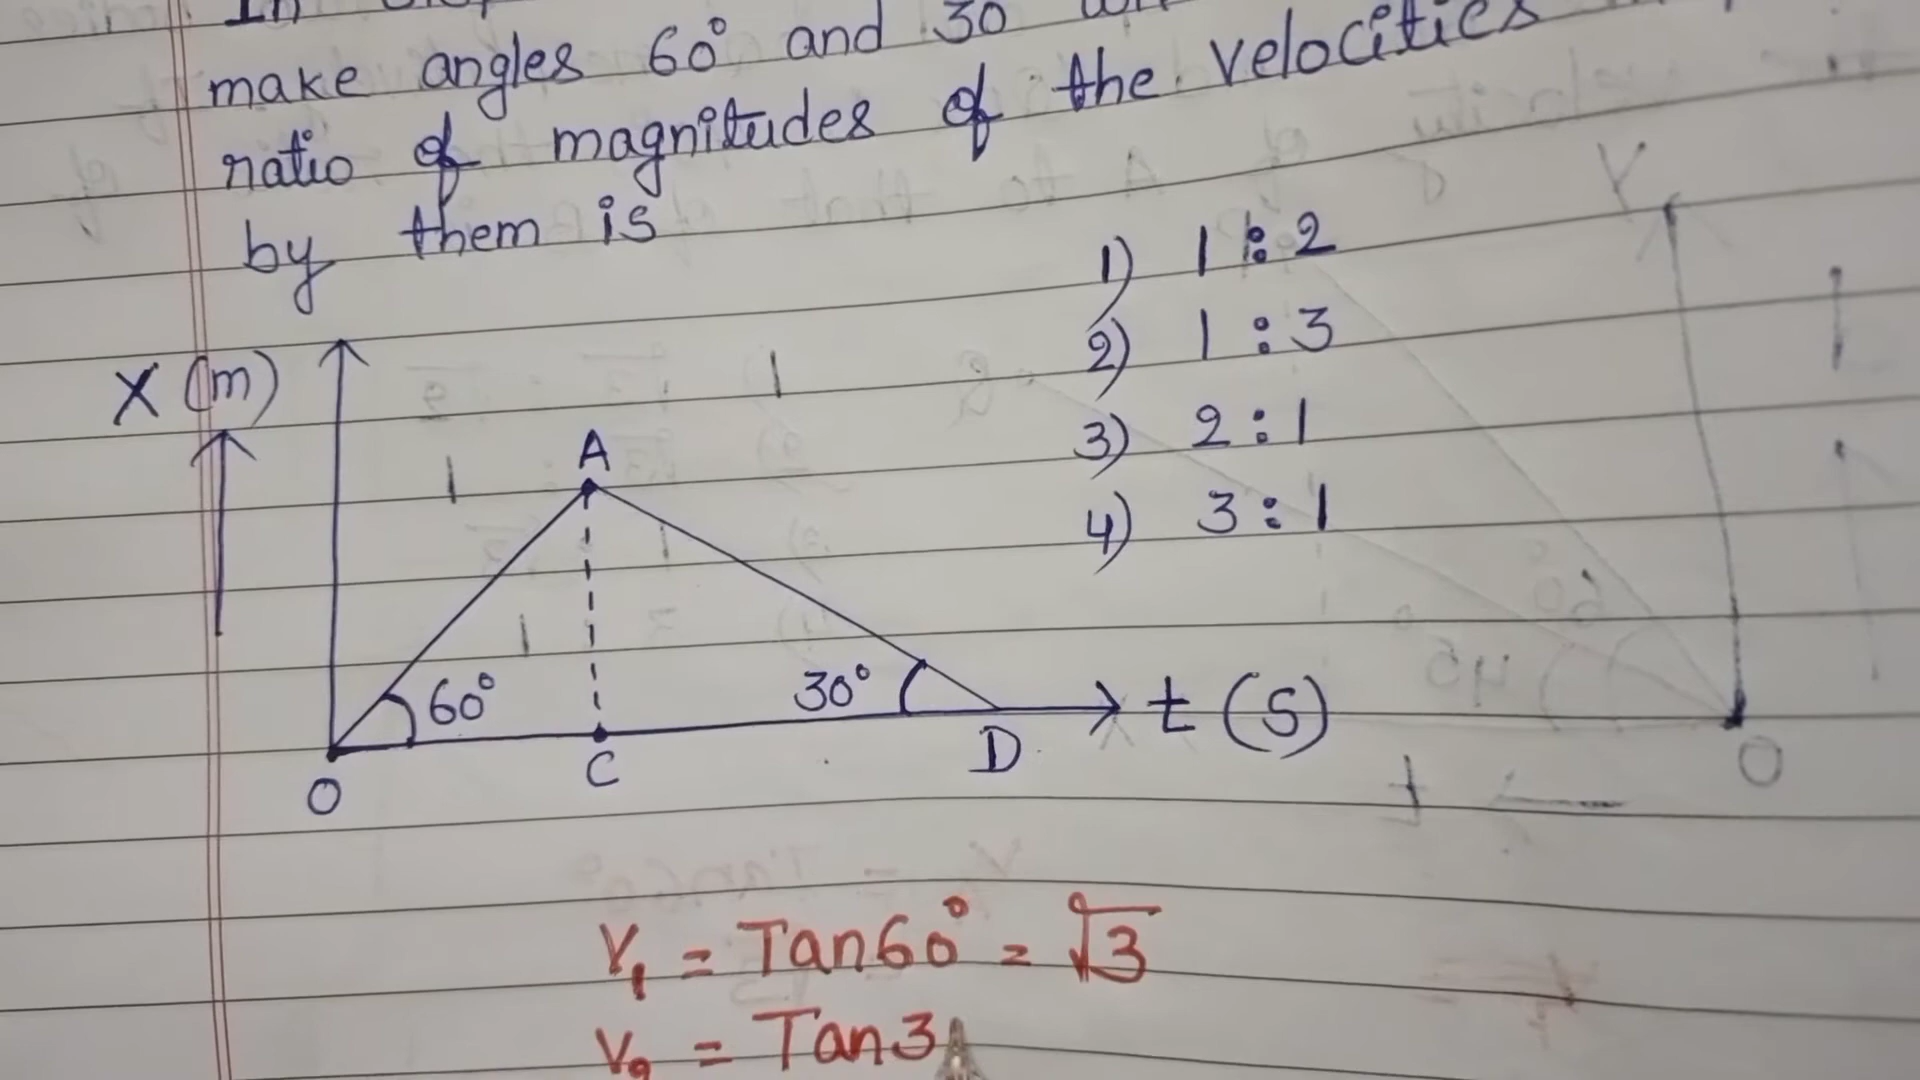 In
make angles 60° and 30
ratio of magnitudes of the velocities
by them is
1) 1 : 2
2) 1 : 3
3) 2 : 1
4) 3 : 1
X (m)
A
60°
30°
t (S)
O
C
D
V₁ = Tan60° = √3
V₂ = Tan3